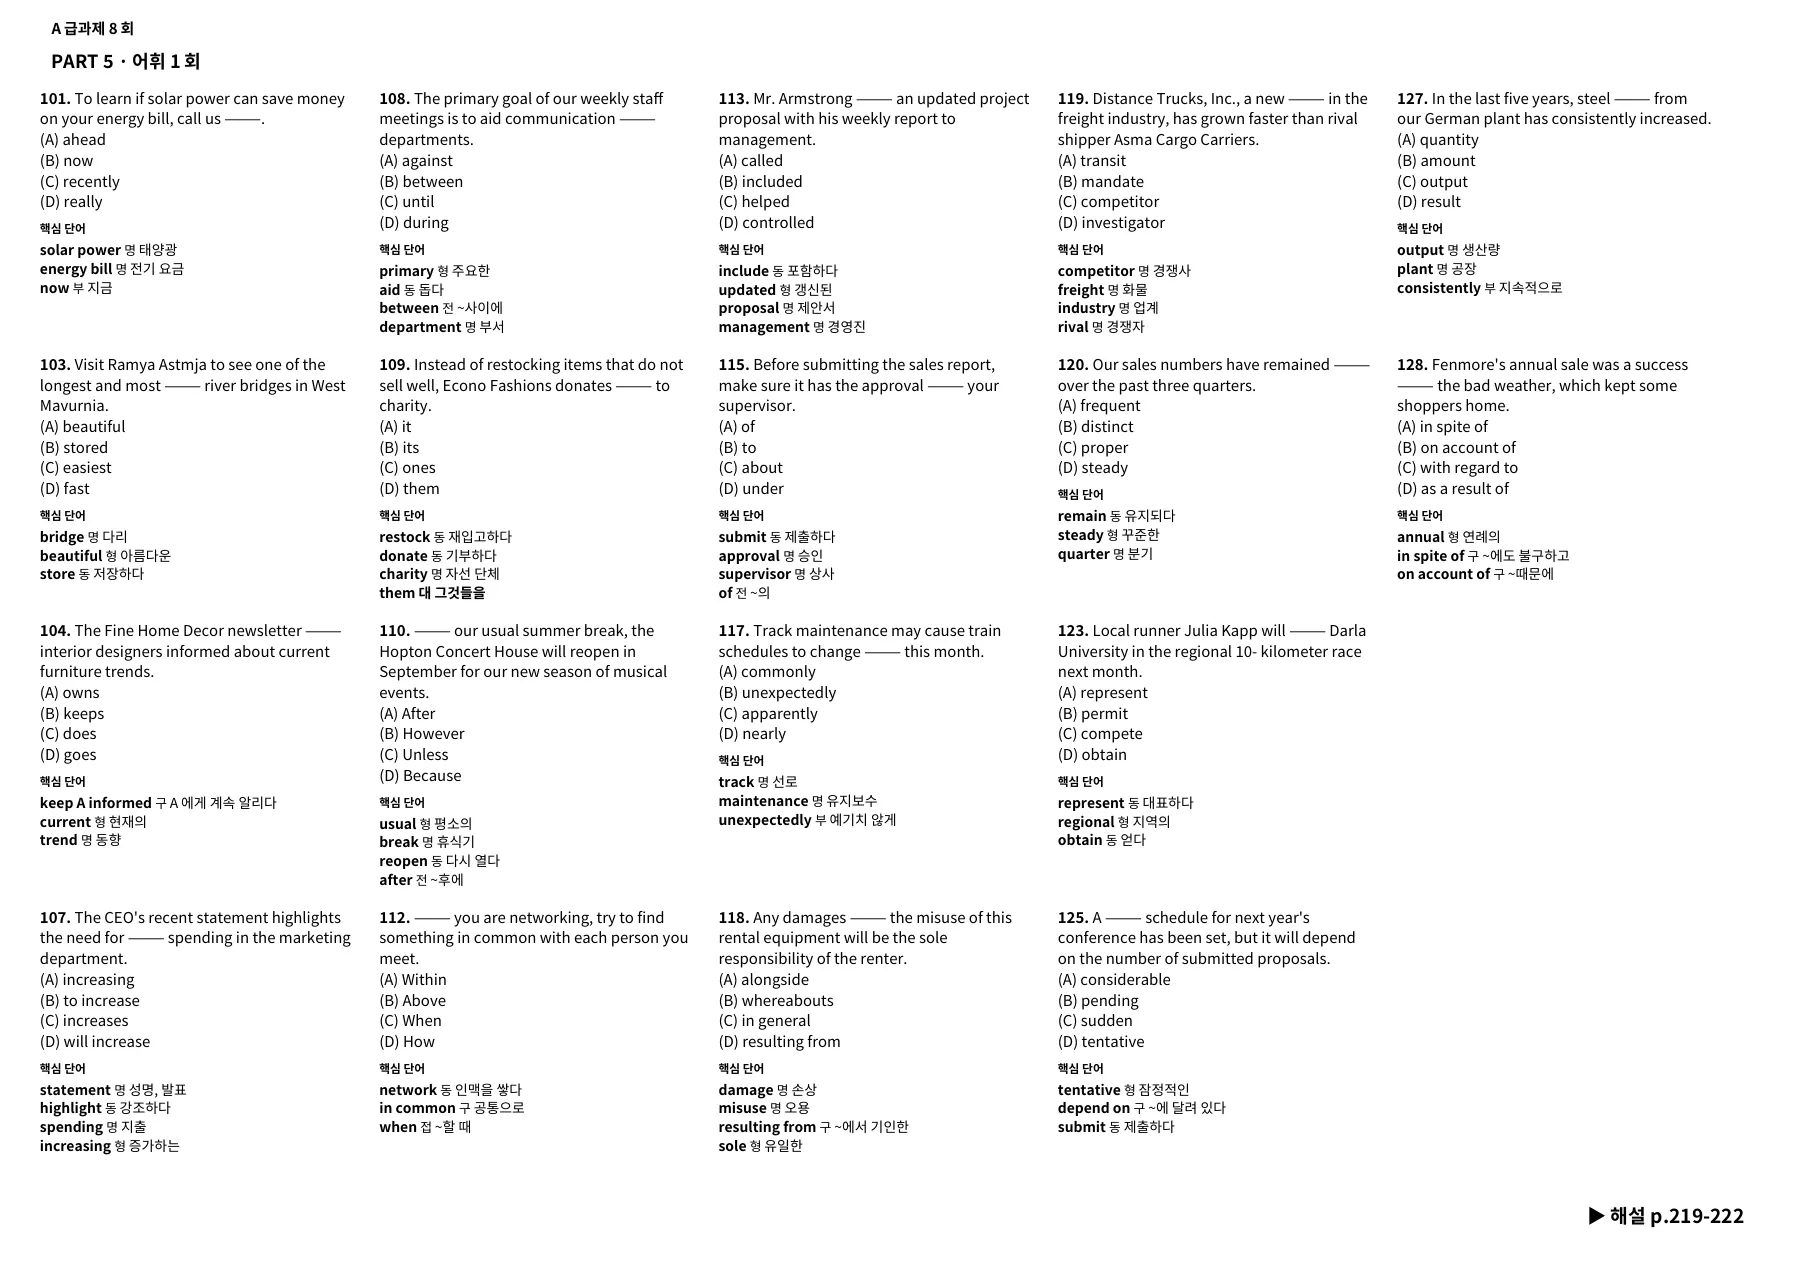 A 급과제 8 회
PART 5 · 어휘 1 회
101. To learn if solar power can save money
on your energy bill, call us ——.
(A) ahead
(B) now
(C) recently
(D) really
핵심 단어
solar power 명 태양광
energy bill 명 전기 요금
now 부 지금
103. Visit Ramya Astmja to see one of the
longest and most —— river bridges in West
Mavurnia.
(A) beautiful
(B) stored
(C) easiest
(D) fast
핵심 단어
bridge 명 다리
beautiful 형 아름다운
store 동 저장하다
104. The Fine Home Decor newsletter ——
interior designers informed about current
furniture trends.
(A) owns
(B) keeps
(C) does
(D) goes
핵심 단어
keep A informed 구 A 에게 계속 알리다
current 형 현재의
trend 명 동향
107. The CEO's recent statement highlights
the need for —— spending in the marketing
department.
(A) increasing
(B) to increase
(C) increases
(D) will increase
핵심 단어
statement 명 성명, 발표
highlight 동 강조하다
spending 명 지출
increasing 형 증가하는
108. The primary goal of our weekly staff
meetings is to aid communication ——
departments.
(A) against
(B) between
(C) until
(D) during
핵심 단어
primary 형 주요한
aid 동 돕다
between 전 ~사이에
department 명 부서
109. Instead of restocking items that do not
sell well, Econo Fashions donates —— to
charity.
(A) it
(B) its
(C) ones
(D) them
핵심 단어
restock 동 재입고하다
donate 동 기부하다
charity 명 자선 단체
them 대 그것들을
110. —— our usual summer break, the
Hopton Concert House will reopen in
September for our new season of musical
events.
(A) After
(B) However
(C) Unless
(D) Because
핵심 단어
usual 형 평소의
break 명 휴식기
reopen 동 다시 열다
after 전 ~후에
112. —— you are networking, try to find
something in common with each person you
meet.
(A) Within
(B) Above
(C) When
(D) How
핵심 단어
network 동 인맥을 쌓다
in common 구 공통으로
when 접 ~할 때
113. Mr. Armstrong —— an updated project
proposal with his weekly report to
management.
(A) called
(B) included
(C) helped
(D) controlled
핵심 단어
include 동 포함하다
updated 형 갱신된
proposal 명 제안서
management 명 경영진
115. Before submitting the sales report,
make sure it has the approval —— your
supervisor.
(A) of
(B) to
(C) about
(D) under
핵심 단어
submit 동 제출하다
approval 명 승인
supervisor 명 상사
of 전 ~의
117. Track maintenance may cause train
schedules to change —— this month.
(A) commonly
(B) unexpectedly
(C) apparently
(D) nearly
핵심 단어
track 명 선로
maintenance 명 유지보수
unexpectedly 부 예기치 않게
118. Any damages —— the misuse of this
rental equipment will be the sole
responsibility of the renter.
(A) alongside
(B) whereabouts
(C) in general
(D) resulting from
핵심 단어
damage 명 손상
misuse 명 오용
resulting from 구 ~에서 기인한
sole 형 유일한
119. Distance Trucks, Inc., a new —— in the
freight industry, has grown faster than rival
shipper Asma Cargo Carriers.
(A) transit
(B) mandate
(C) competitor
(D) investigator
핵심 단어
competitor 명 경쟁사
freight 명 화물
industry 명 업계
rival 명 경쟁자
120. Our sales numbers have remained ——
over the past three quarters.
(A) frequent
(B) distinct
(C) proper
(D) steady
핵심 단어
remain 동 유지되다
steady 형 꾸준한
quarter 명 분기
123. Local runner Julia Kapp will —— Darla
University in the regional 10- kilometer race
next month.
(A) represent
(B) permit
(C) compete
(D) obtain
핵심 단어
represent 동 대표하다
regional 형 지역의
obtain 동 얻다
125. A —— schedule for next year's
conference has been set, but it will depend
on the number of submitted proposals.
(A) considerable
(B) pending
(C) sudden
(D) tentative
핵심 단어
tentative 형 잠정적인
depend on 구 ~에 달려 있다
submit 동 제출하다
127. In the last five years, steel —— from
our German plant has consistently increased.
(A) quantity
(B) amount
(C) output
(D) result
핵심 단어
output 명 생산량
plant 명 공장
consistently 부 지속적으로
128. Fenmore's annual sale was a success
—— the bad weather, which kept some
shoppers home.
(A) in spite of
(B) on account of
(C) with regard to
(D) as a result of
핵심 단어
annual 형 연례의
in spite of 구 ~에도 불구하고
on account of 구 ~때문에
▶ 해설 p.219-222